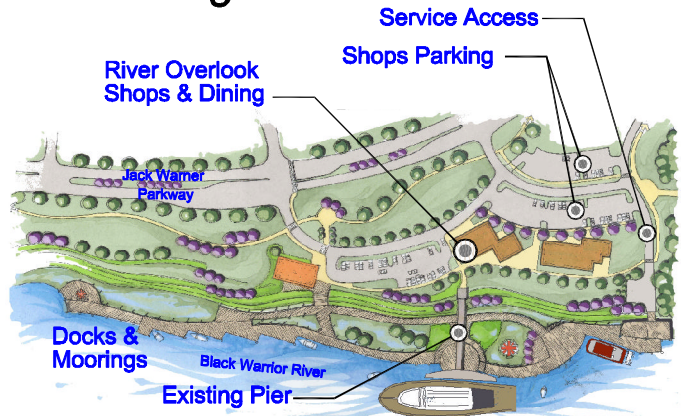 Service Access
Shops Parking
River Overlook
Shops & Dining
Jack Warner
Parkway
Docks &
Moorings
Black Warrior River
Existing Pier